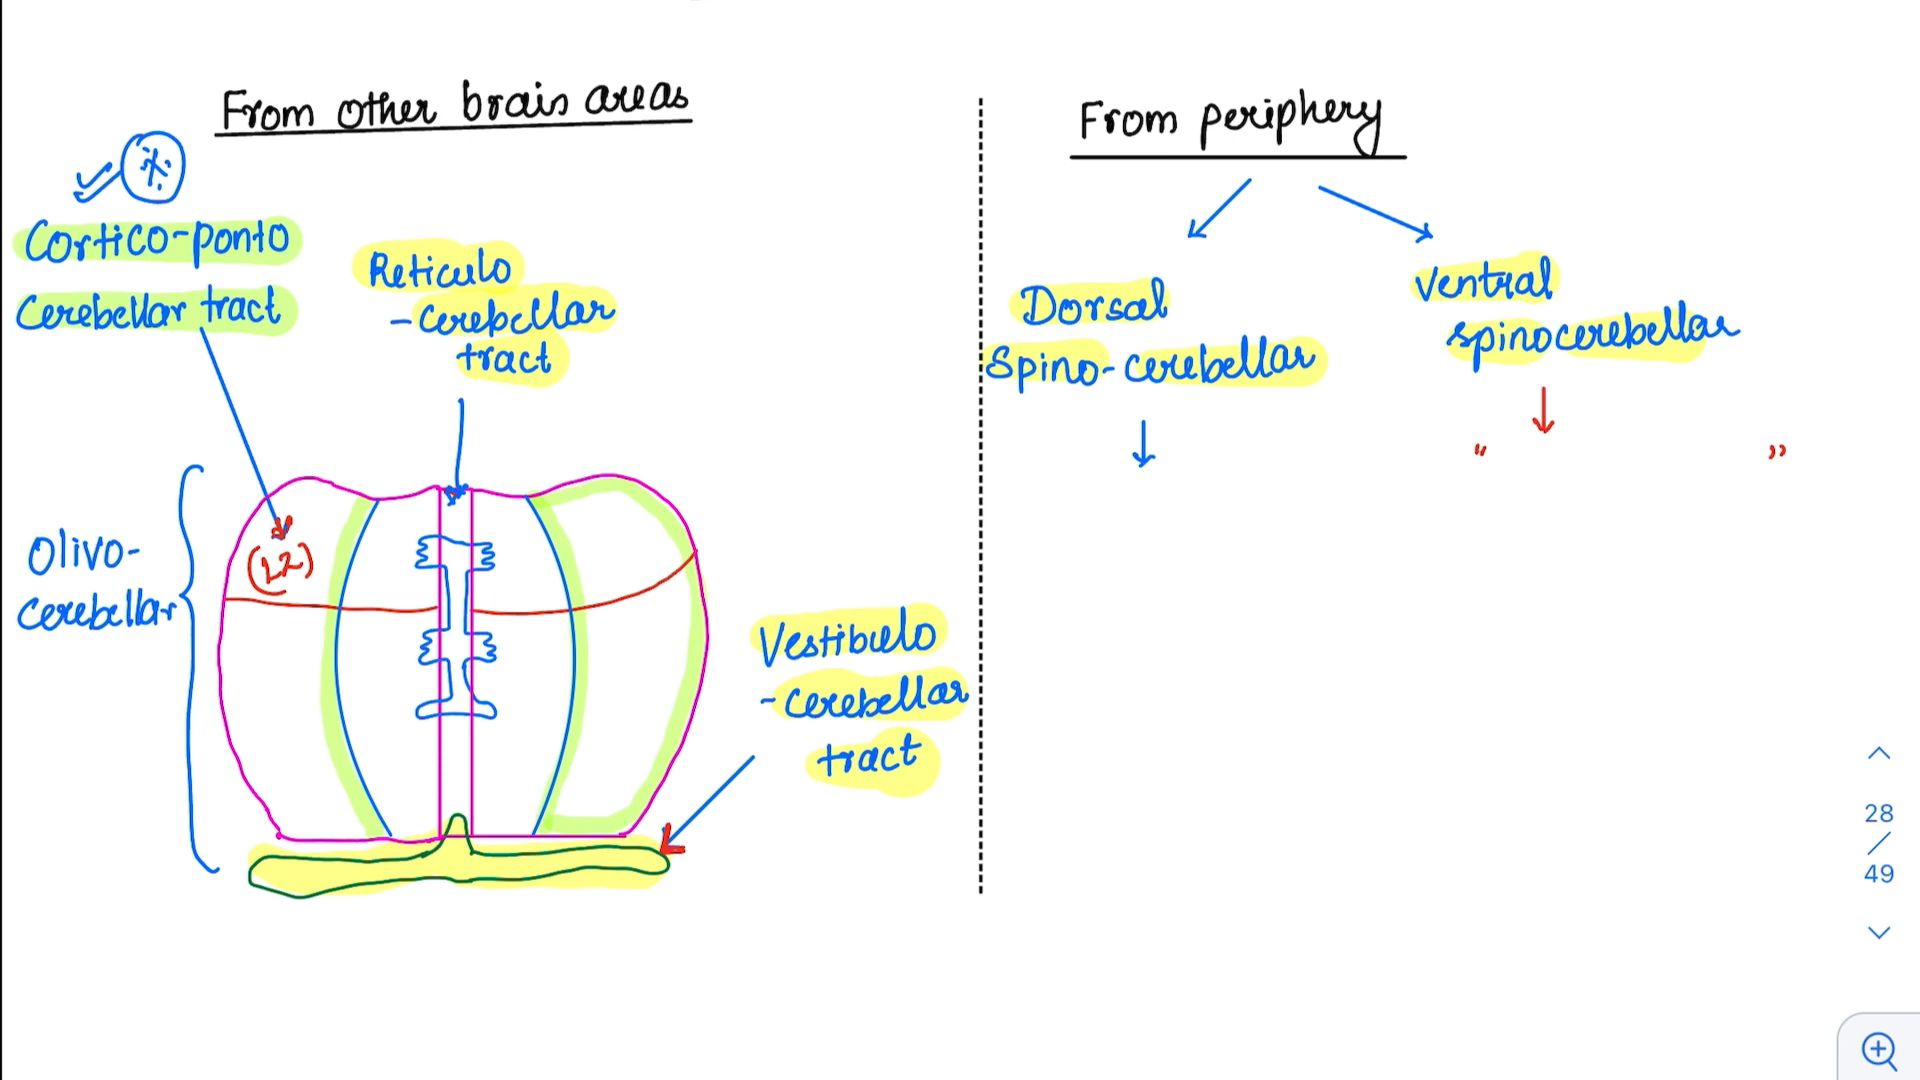 From other brain areas
Cortico-ponto
Cerebellar tract
Reticulo
-cerebellar
tract
Olivo-
cerebellar
(L2)
Vestibulo
-cerebellar
tract
From periphery
Dorsal
Spino-cerebellar
Ventral
spinocerebellar
" "
28
/
49